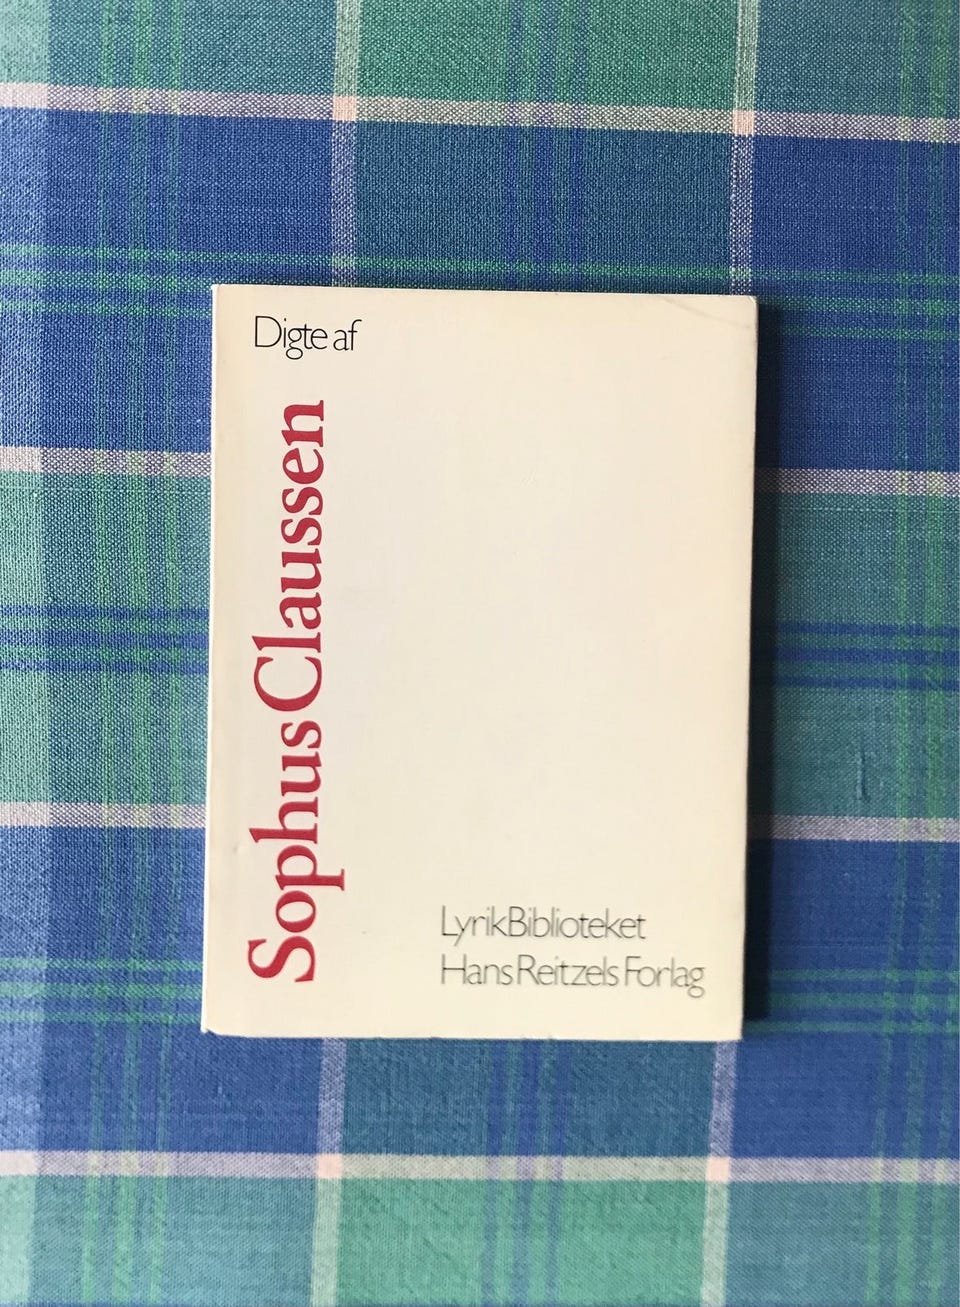 Digte af
Sophus Claussen
LyrikBiblioteket
Hans Reitzels Forlag